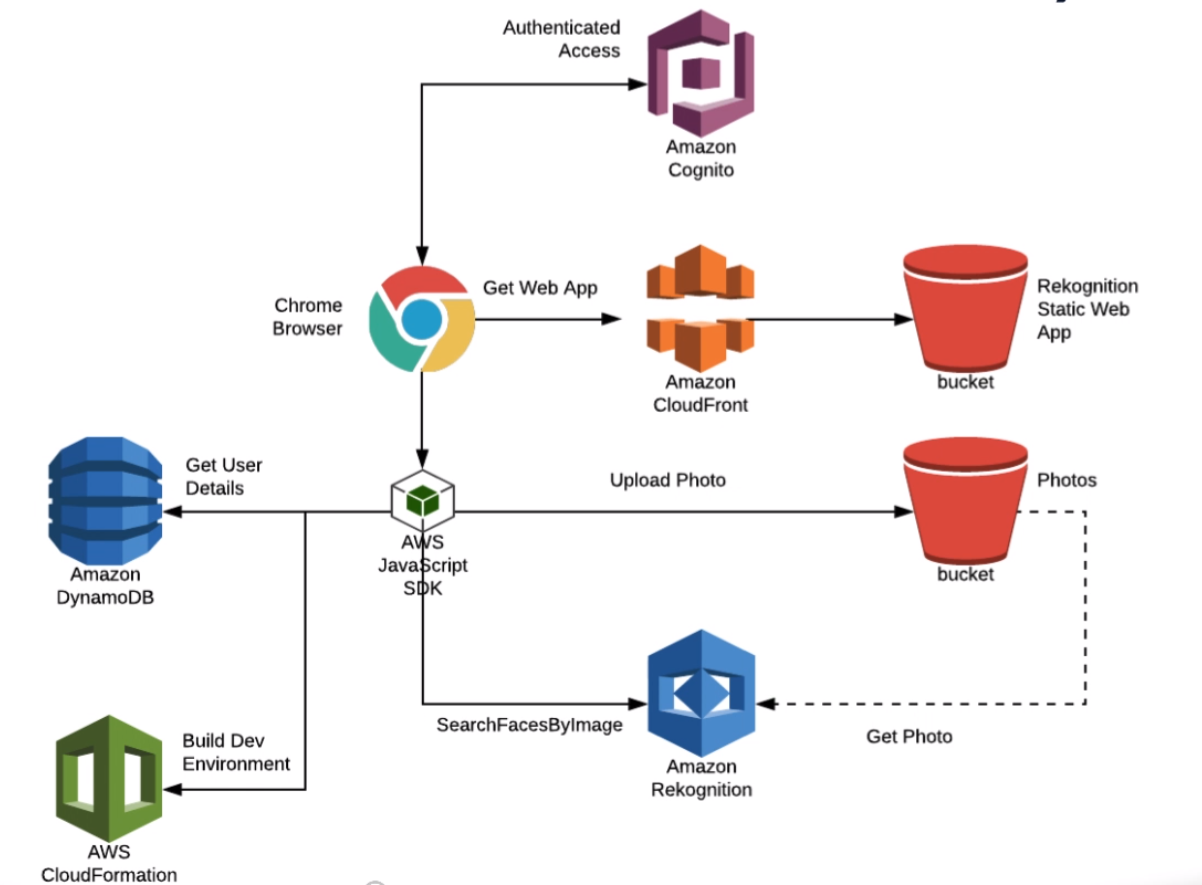 Authenticated
Access
Amazon
Cognito
Chrome
Browser
Get Web App
Amazon
CloudFront
Rekognition
Static Web
App
bucket
Get User
Details
Amazon
DynamoDB
AWS
JavaScript
SDK
Upload Photo
Photos
bucket
SearchFacesByImage
Amazon
Rekognition
Get Photo
Build Dev
Environment
AWS
CloudFormation